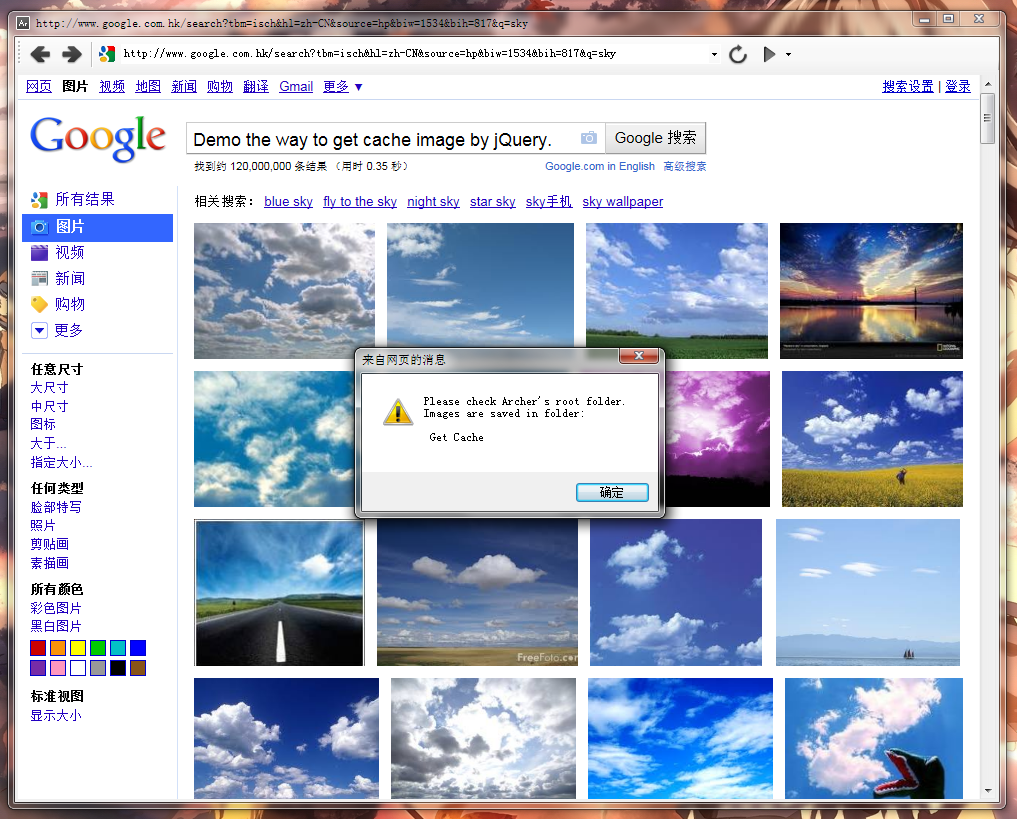 Ar http://www.google.com.hk/search?tbm=isch&hl=zh-CN&source=hp&biw=1534&bih=817&q=sky
http://www.google.com.hk/search?tbm=isch&hl=zh-CN&source=hp&biw=1534&bih=817&q=sky
网页 图片 视频 地图 新闻 购物 翻译 Gmail 更多 ▼ 搜索设置 | 登录
Google
Demo the way to get cache image by jQuery. Google 搜索
找到约 120,000,000 条结果 （用时 0.35 秒） Google.com in English 高级搜索
所有结果
图片
视频
新闻
购物
更多
任意尺寸
大尺寸
中尺寸
图标
大于...
指定大小...
任何类型
脸部特写
照片
剪贴画
素描画
所有颜色
彩色图片
黑白图片
标准视图
显示大小
相关搜索： blue sky fly to the sky night sky star sky sky手机 sky wallpaper
NATIONAL GEOGRAPHIC
来自网页的消息
Please check Archer's root folder.
Images are saved in folder:
Get Cache
确定
FreeFoto.com